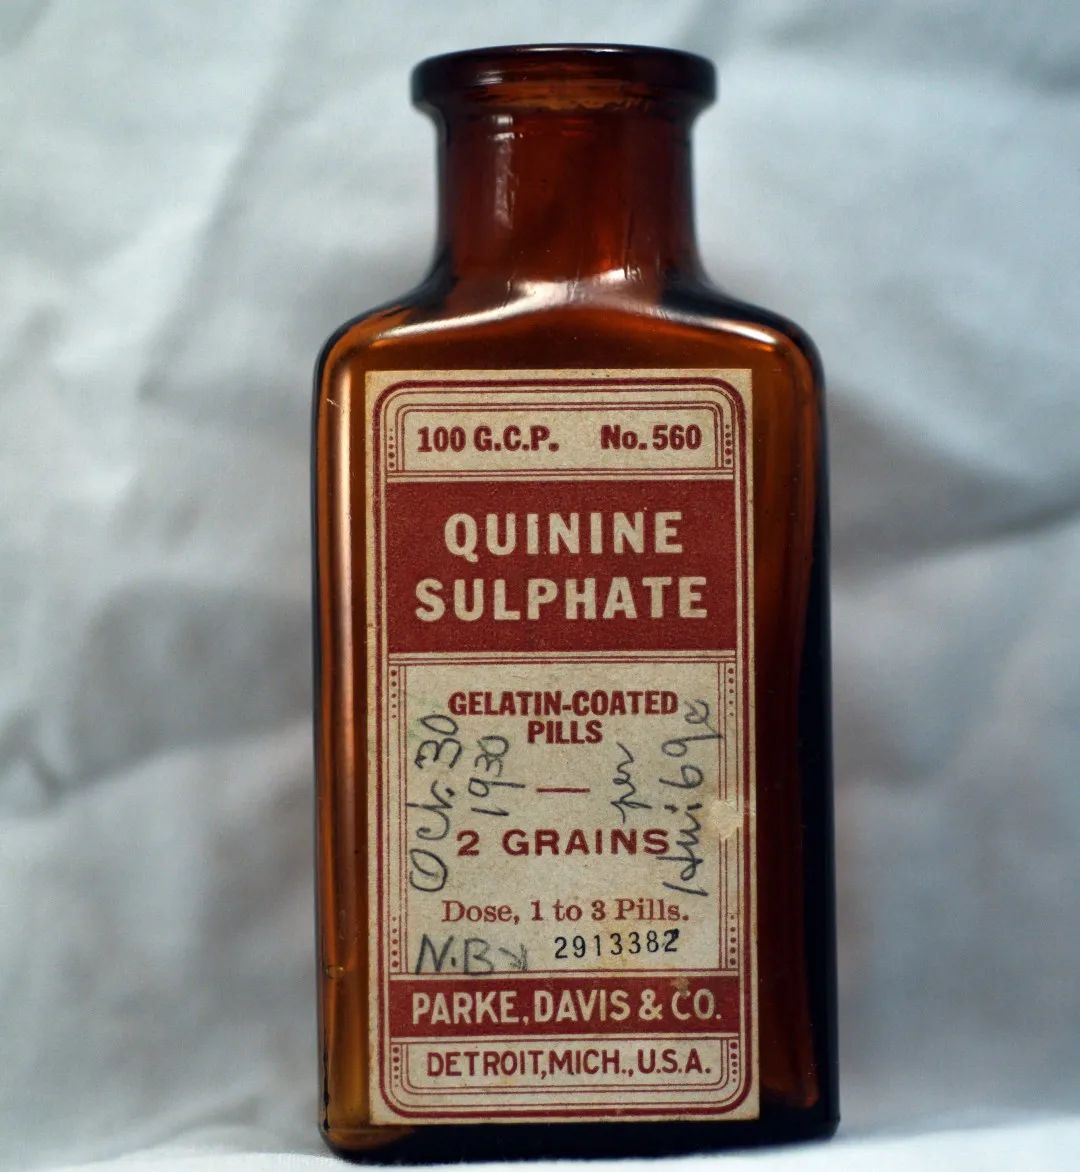 100 G.C.P. No. 560
QUININE
SULPHATE
GELATIN-COATED
PILLS
Oct. 30
1930
per
2 GRAINS
Dose, 1 to 3 Pills.
N.B
2913382
PARKE, DAVIS & CO.
DETROIT, MICH., U.S.A.